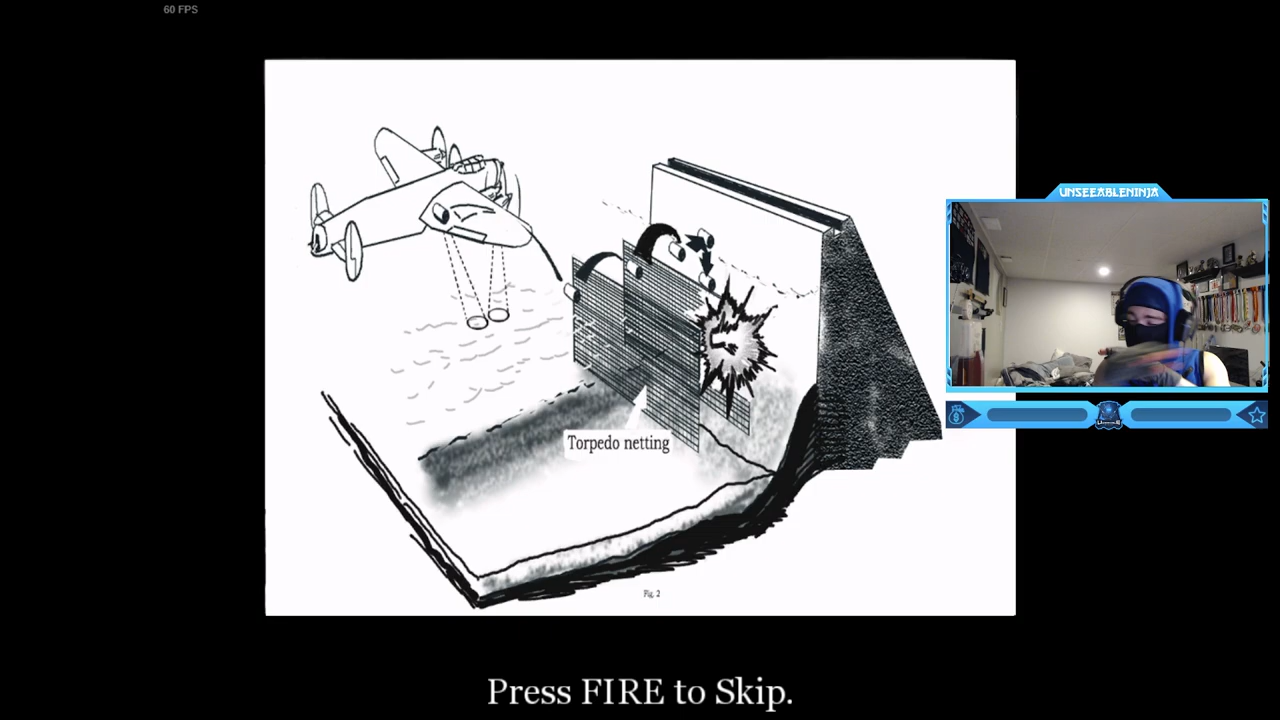 60 FPS
UNSEEABLENINJA
Torpedo netting
Fig. 2
Press FIRE to Skip.